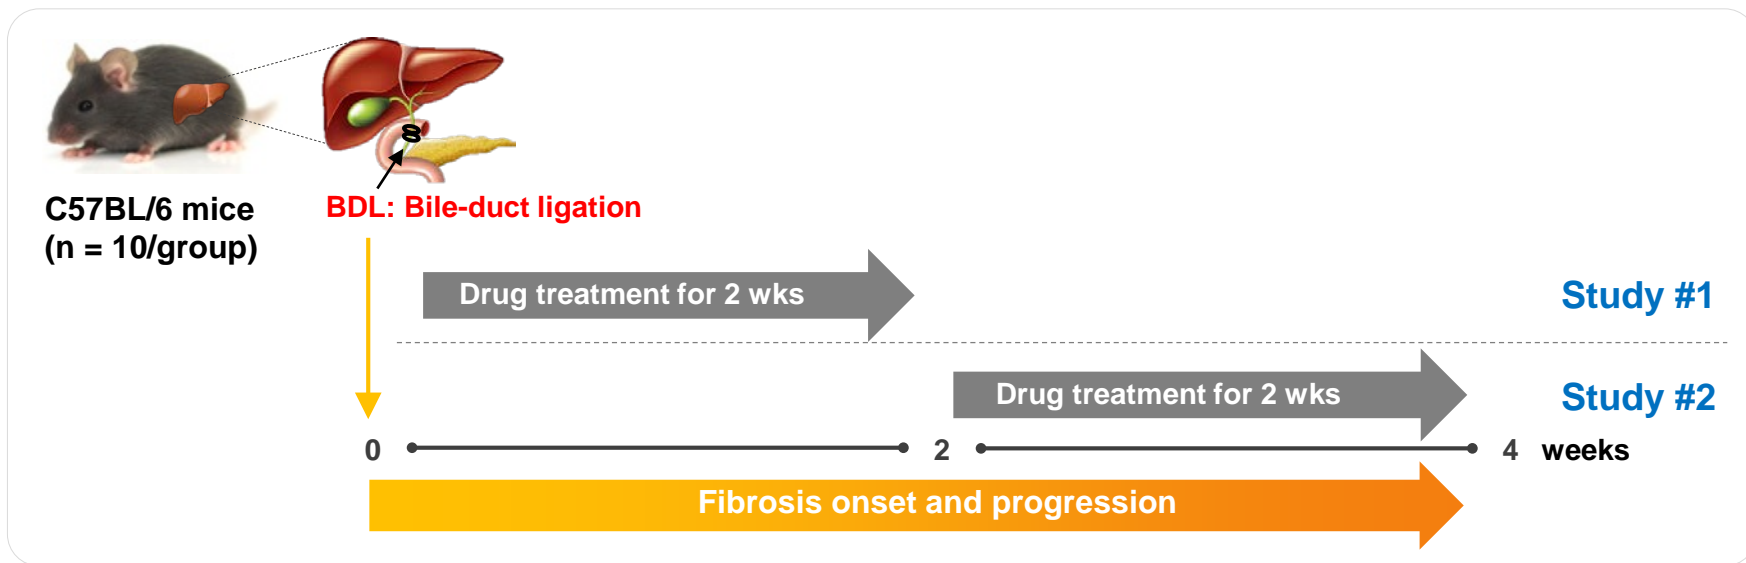 C57BL/6 mice
(n = 10/group)
BDL: Bile-duct ligation
Drug treatment for 2 wks
Study #1
Drug treatment for 2 wks
Study #2
0 2 4 weeks
Fibrosis onset and progression